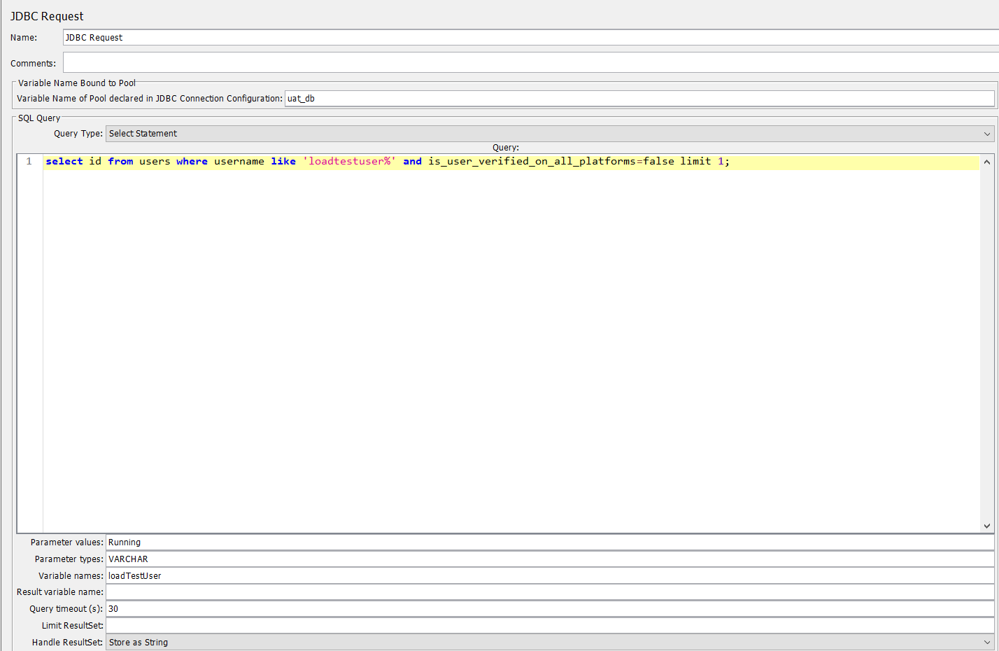 JDBC Request
Name: JDBC Request
Comments:
Variable Name Bound to Pool
Variable Name of Pool declared in JDBC Connection Configuration: uat_db
SQL Query
Query Type: Select Statement
Query:
1 select id from users where username like 'loadtestuser%' and is_user_verified_on_all_platforms=false limit 1;
Parameter values: Running
Parameter types: VARCHAR
Variable names: loadTestUser
Result variable name:
Query timeout (s): 30
Limit ResultSet:
Handle ResultSet: Store as String